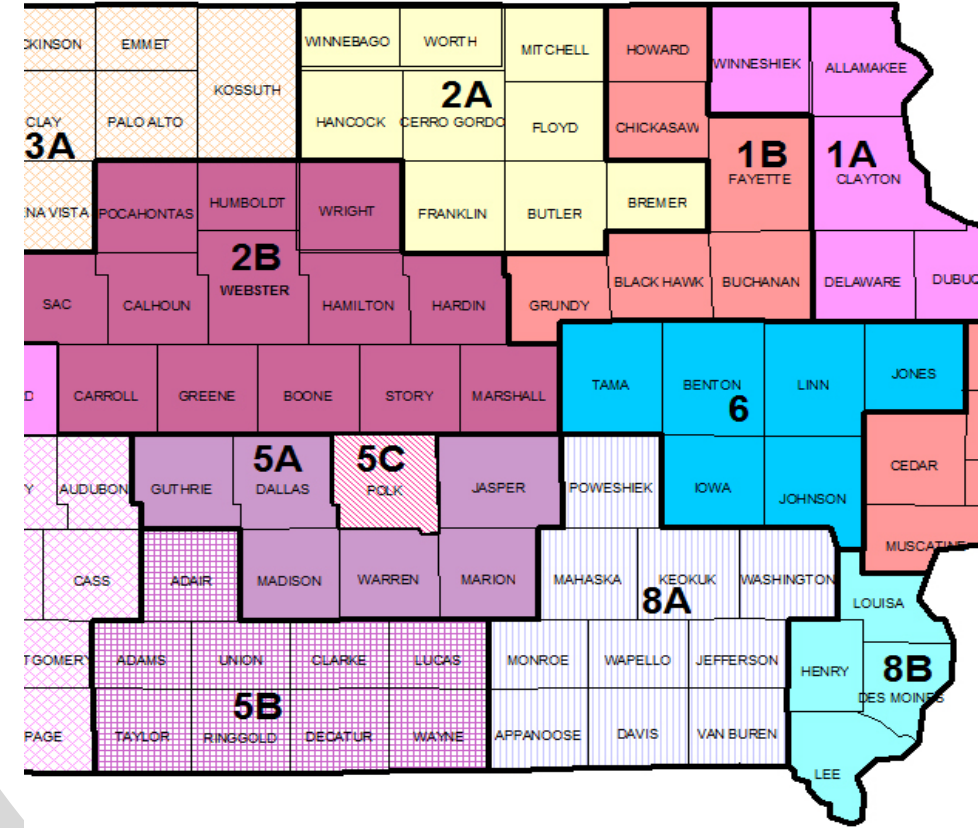 KINSON
EMMET
KOSSUTH
WINNEBAGO
WORTH
MITCHELL
HOWARD
WINNESHIEK
ALLAMAKEE
CLAY
3A
PALO ALTO
HANCOCK
2A
CERRO GORDO
FLOYD
CHICKASAW
1B
FAYETTE
1A
CLAYTON
NA VISTA
POCAHONTAS
HUMBOLDT
WRIGHT
FRANKLIN
BUTLER
BREMER
2B
WEBSTER
SAC
CALHOUN
HAMILTON
HARDIN
GRUNDY
BLACK HAWK
BUCHANAN
DELAWARE
DUBUQ
D
CARROLL
GREENE
BOONE
STORY
MARSHALL
TAMA
BENTON
6
LINN
JONES
Y
AUDUBON
GUTHRIE
5A
DALLAS
5C
POLK
JASPER
POWESHIEK
IOWA
JOHNSON
CEDAR
CASS
ADAIR
MADISON
WARREN
MARION
MAHASKA
KEOKUK
8A
WASHINGTON
MUSCATINE
LOUISA
TGOMERY
ADAMS
UNION
CLARKE
LUCAS
MONROE
WAPELLO
JEFFERSON
HENRY
8B
DES MOINES
5B
PAGE
TAYLOR
RINGGOLD
DECATUR
WAYNE
APPANOOSE
DAVIS
VAN BUREN
LEE